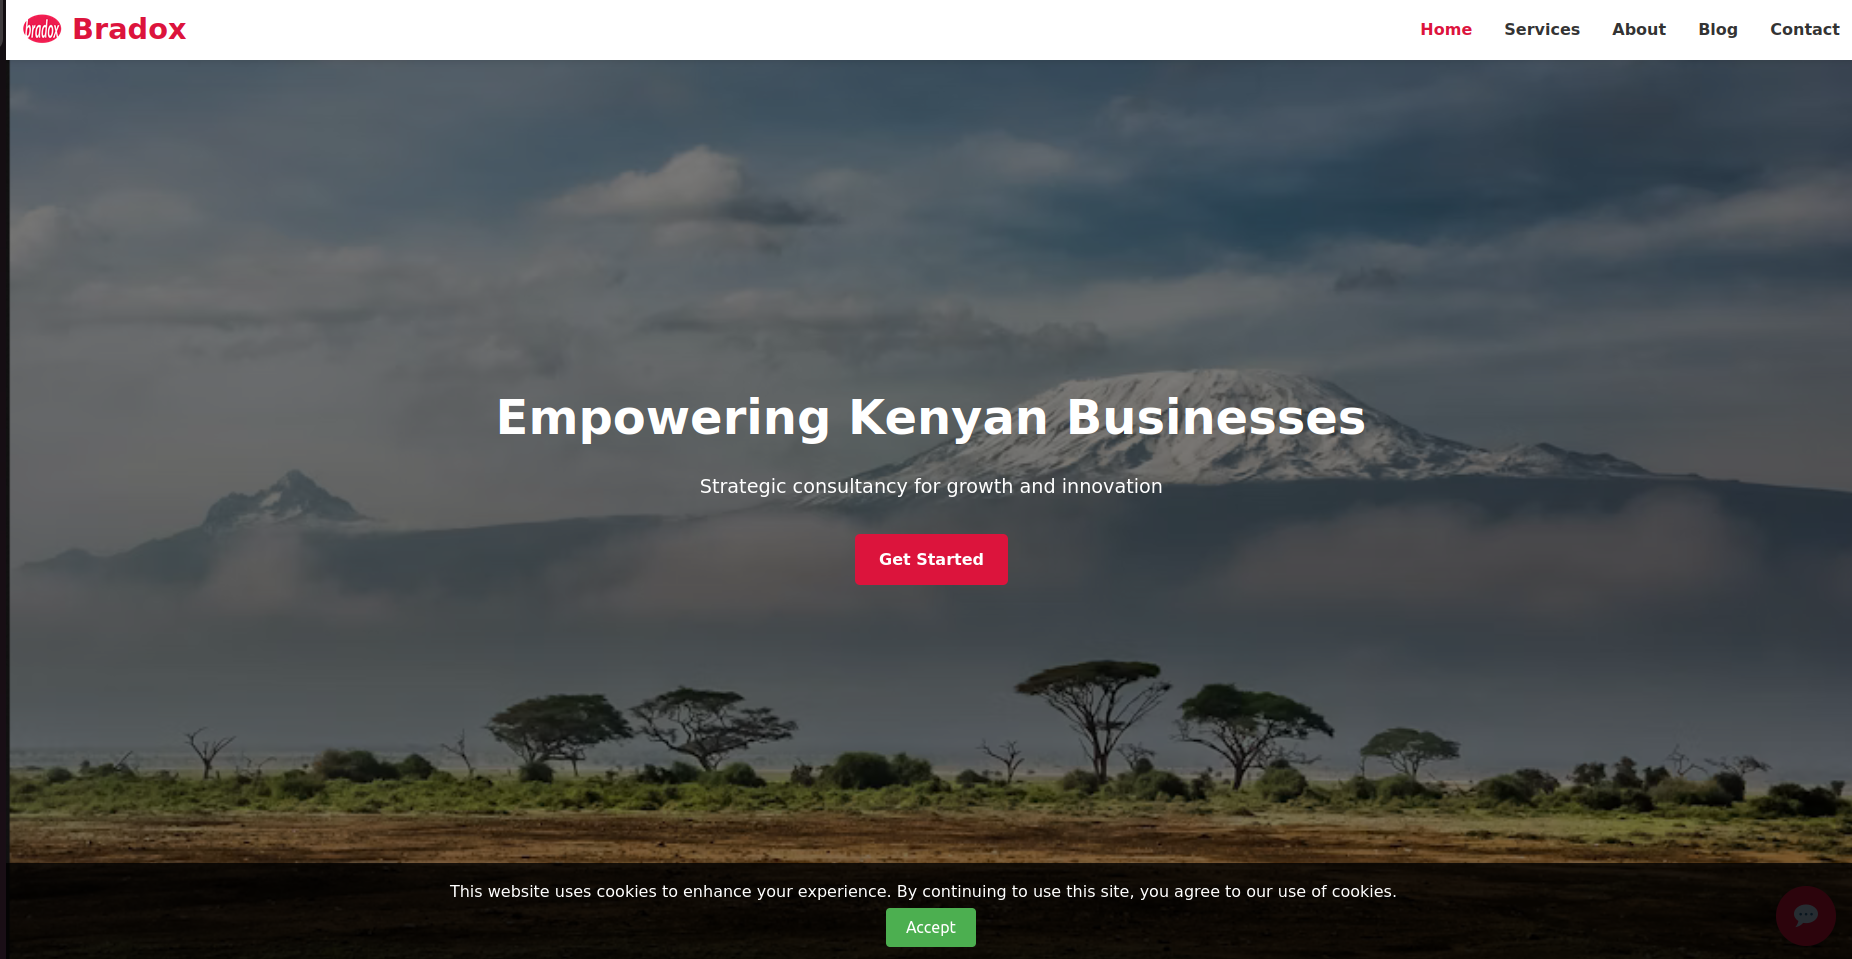 bradox
Bradox
Home
Services
About
Blog
Contact
Empowering Kenyan Businesses
Strategic consultancy for growth and innovation
Get Started
This website uses cookies to enhance your experience. By continuing to use this site, you agree to our use of cookies.
Accept